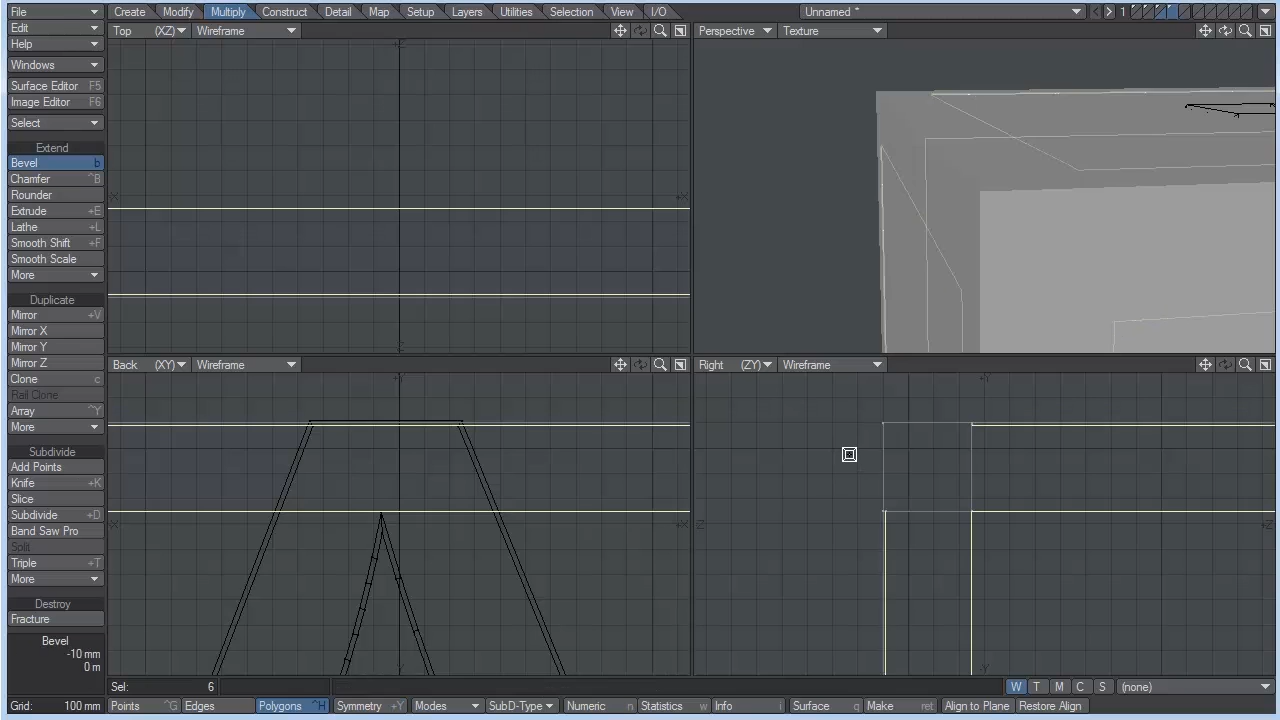 File Create Modify Multiply Construct Detail Map Setup Layers Utilities Selection View I/O Unnamed * < > 1
Edit
Help
Windows
Surface Editor F5
Image Editor F6
Select
Extend
Bevel b
Chamfer ^B
Rounder
Extrude +E
Lathe +L
Smooth Shift +F
Smooth Scale
More
Duplicate
Mirror +V
Mirror X
Mirror Y
Mirror Z
Clone c
Rail Clone
Array ^Y
More
Subdivide
Add Points
Knife +K
Slice
Subdivide +D
Band Saw Pro
Split
Triple +T
More
Destroy
Fracture
Bevel
-10 mm
0 m
Grid: 100 mm
Top (XZ) Wireframe
Perspective Texture
Back (XY) Wireframe
Right (ZY) Wireframe
Sel: 6 W T M C S (none)
Points ^G Edges Polygons ^H Symmetry +Y Modes SubD-Type Numeric n Statistics w Info i Surface q Make ret Align to Plane Restore Align